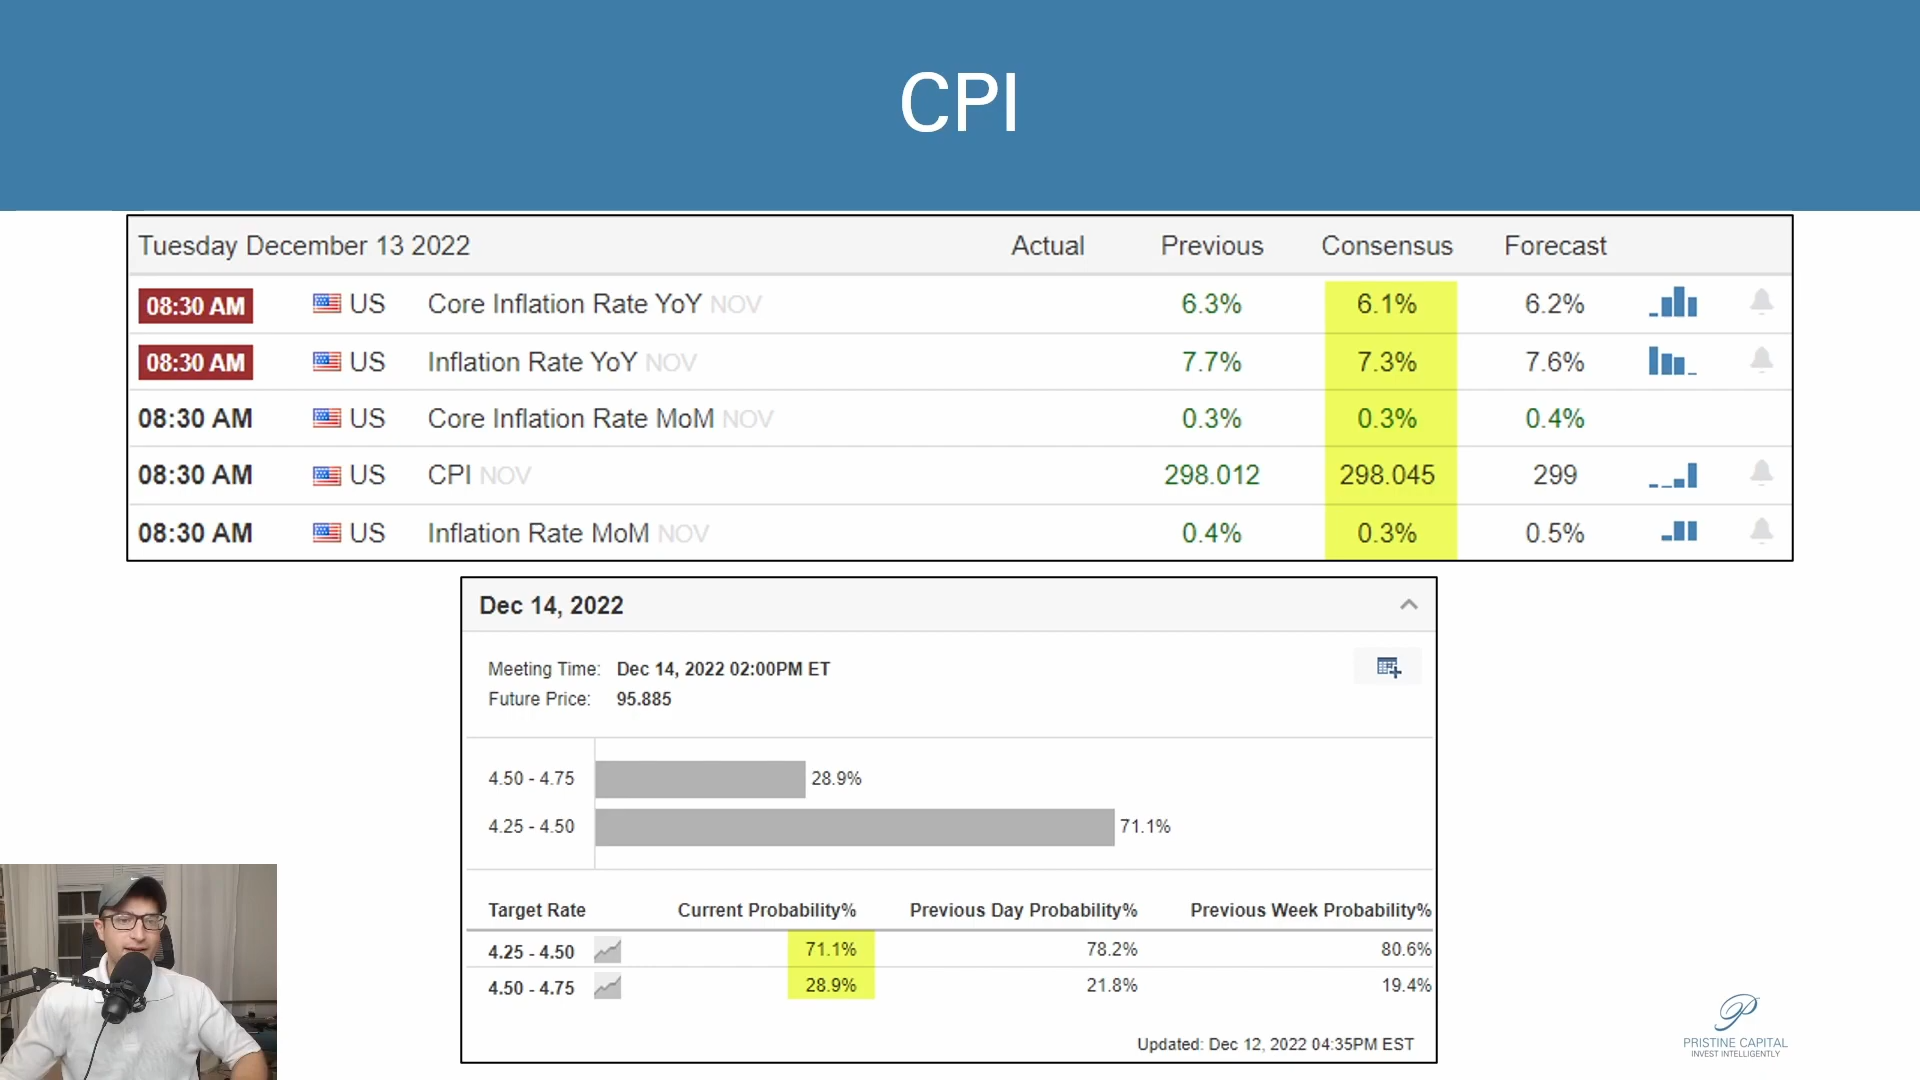 CPI
Tuesday December 13 2022 Actual Previous Consensus Forecast
08:30 AM US Core Inflation Rate YoY NOV 6.3% 6.1% 6.2%
08:30 AM US Inflation Rate YoY NOV 7.7% 7.3% 7.6%
08:30 AM US Core Inflation Rate MoM NOV 0.3% 0.3% 0.4%
08:30 AM US CPI NOV 298.012 298.045 299
08:30 AM US Inflation Rate MoM NOV 0.4% 0.3% 0.5%
Dec 14, 2022
Meeting Time: Dec 14, 2022 02:00PM ET
Future Price: 95.885
4.50 - 4.75 28.9%
4.25 - 4.50 71.1%
Target Rate Current Probability% Previous Day Probability% Previous Week Probability%
4.25 - 4.50 71.1% 78.2% 80.6%
4.50 - 4.75 28.9% 21.8% 19.4%
Updated: Dec 12, 2022 04:35PM EST
PRISTINE CAPITAL
INVEST INTELLIGENTLY